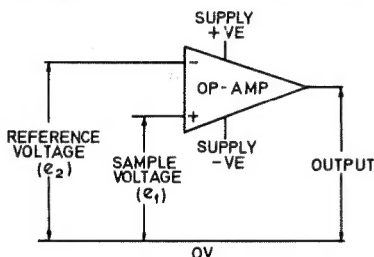 SUPPLY
+VE
-
OP-AMP
+
REFERENCE
VOLTAGE
(e₂)
SAMPLE
VOLTAGE
(e₁)
SUPPLY
-VE
OUTPUT
OV